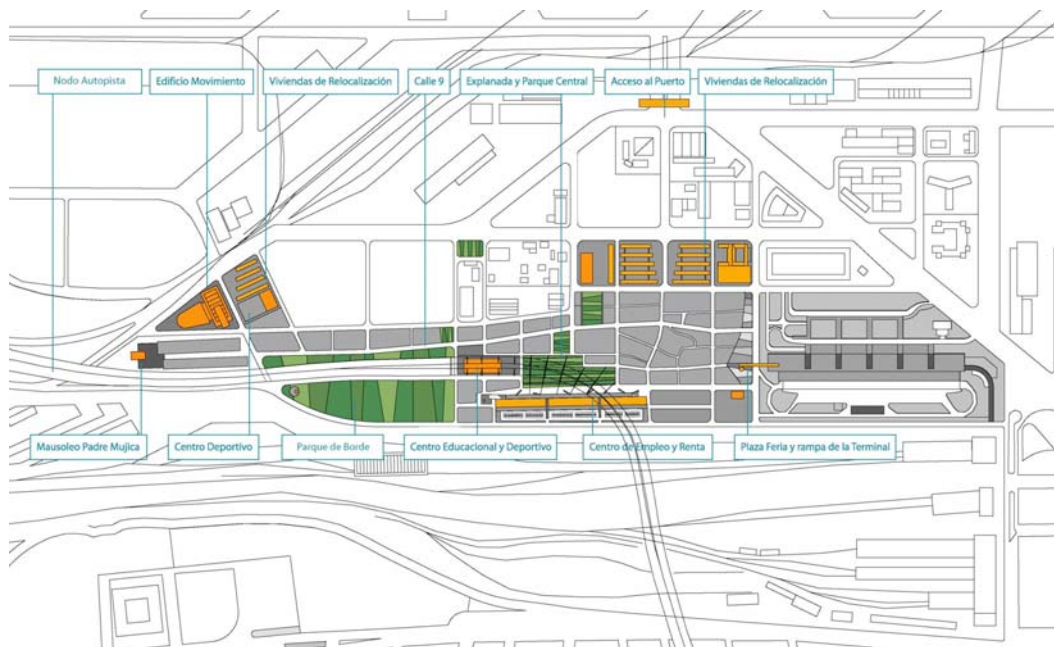 Nodo Autopista
Edificio Movimiento
Viviendas de Relocalización
Calle 9
Explanada y Parque Central
Acceso al Puerto
Viviendas de Relocalización
Mausoleo Padre Mujica
Centro Deportivo
Parque de Borde
Centro Educacional y Deportivo
Centro de Empleo y Renta
Plaza Feria y rampa de la Terminal